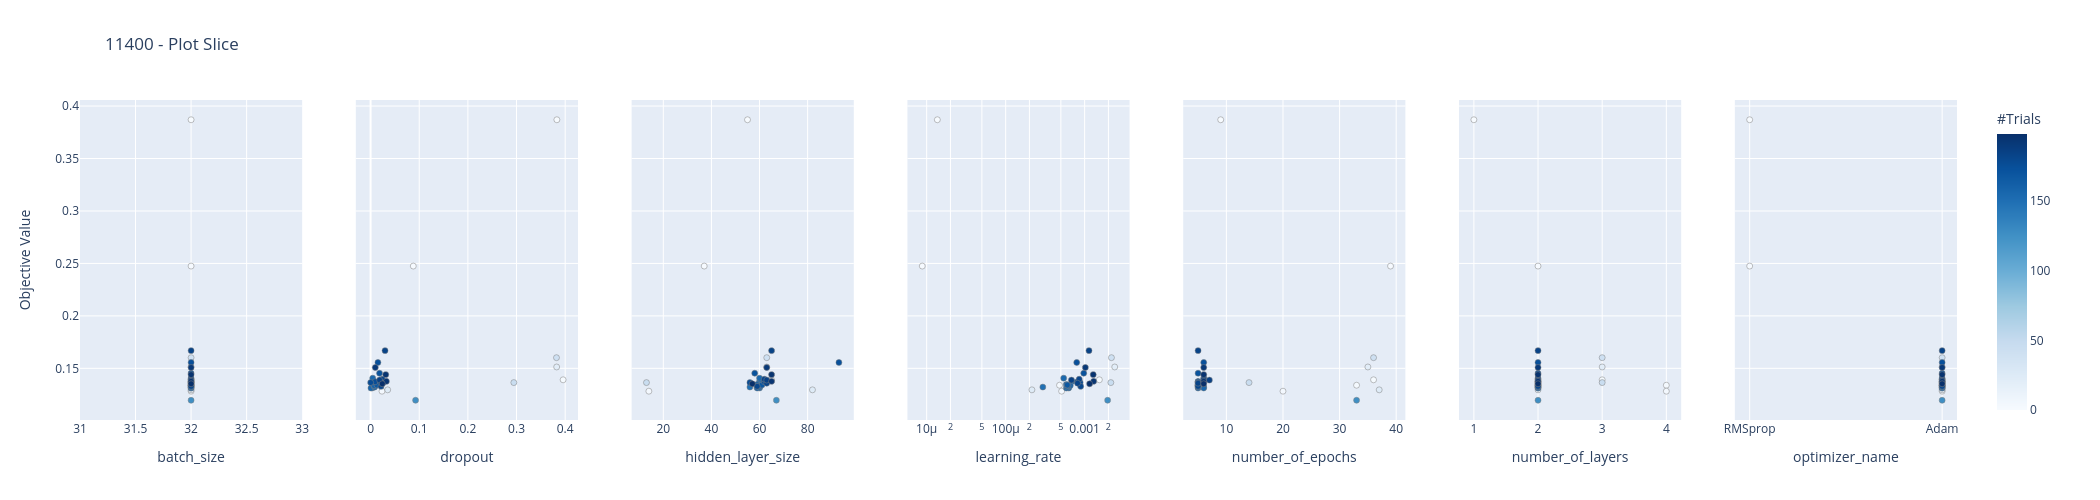 11400 - Plot Slice
#Trials
0.4
0.35
0.3
0.25
0.2
0.15
Objective Value
150
100
50
0
31 31.5 32 32.5 33
0 0.1 0.2 0.3 0.4
20 40 60 80
10μ 2 5 100μ 2 5 0.001 2
10 20 30 40
1 2 3 4
RMSprop Adam
batch_size
dropout
hidden_layer_size
learning_rate
number_of_epochs
number_of_layers
optimizer_name